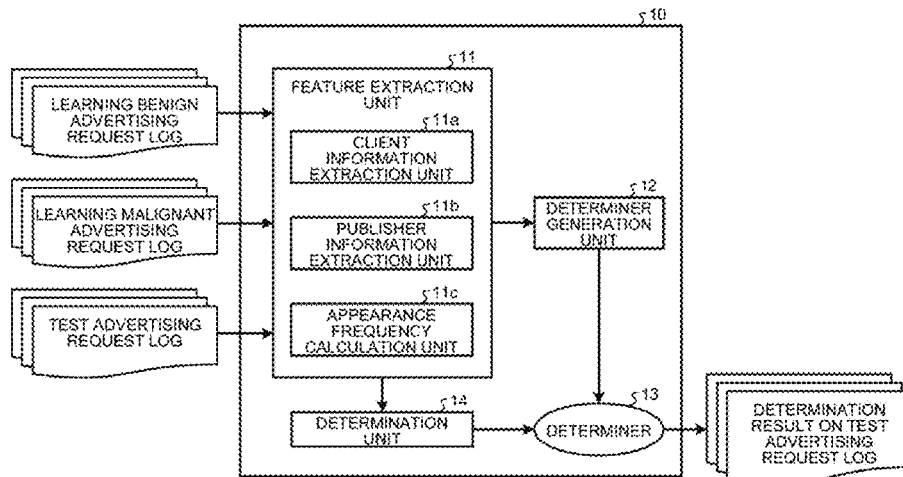 10
LEARNING BENIGN
ADVERTISING
REQUEST LOG
LEARNING MALIGNANT
ADVERTISING
REQUEST LOG
TEST ADVERTISING
REQUEST LOG
11
FEATURE EXTRACTION
UNIT
11a
CLIENT
INFORMATION
EXTRACTION UNIT
11b
PUBLISHER
INFORMATION
EXTRACTION UNIT
11c
APPEARANCE
FREQUENCY
CALCULATION UNIT
12
DETERMINER
GENERATION
UNIT
14
DETERMINATION
UNIT
13
DETERMINER
DETERMINATION
RESULT ON TEST
ADVERTISING
REQUEST LOG